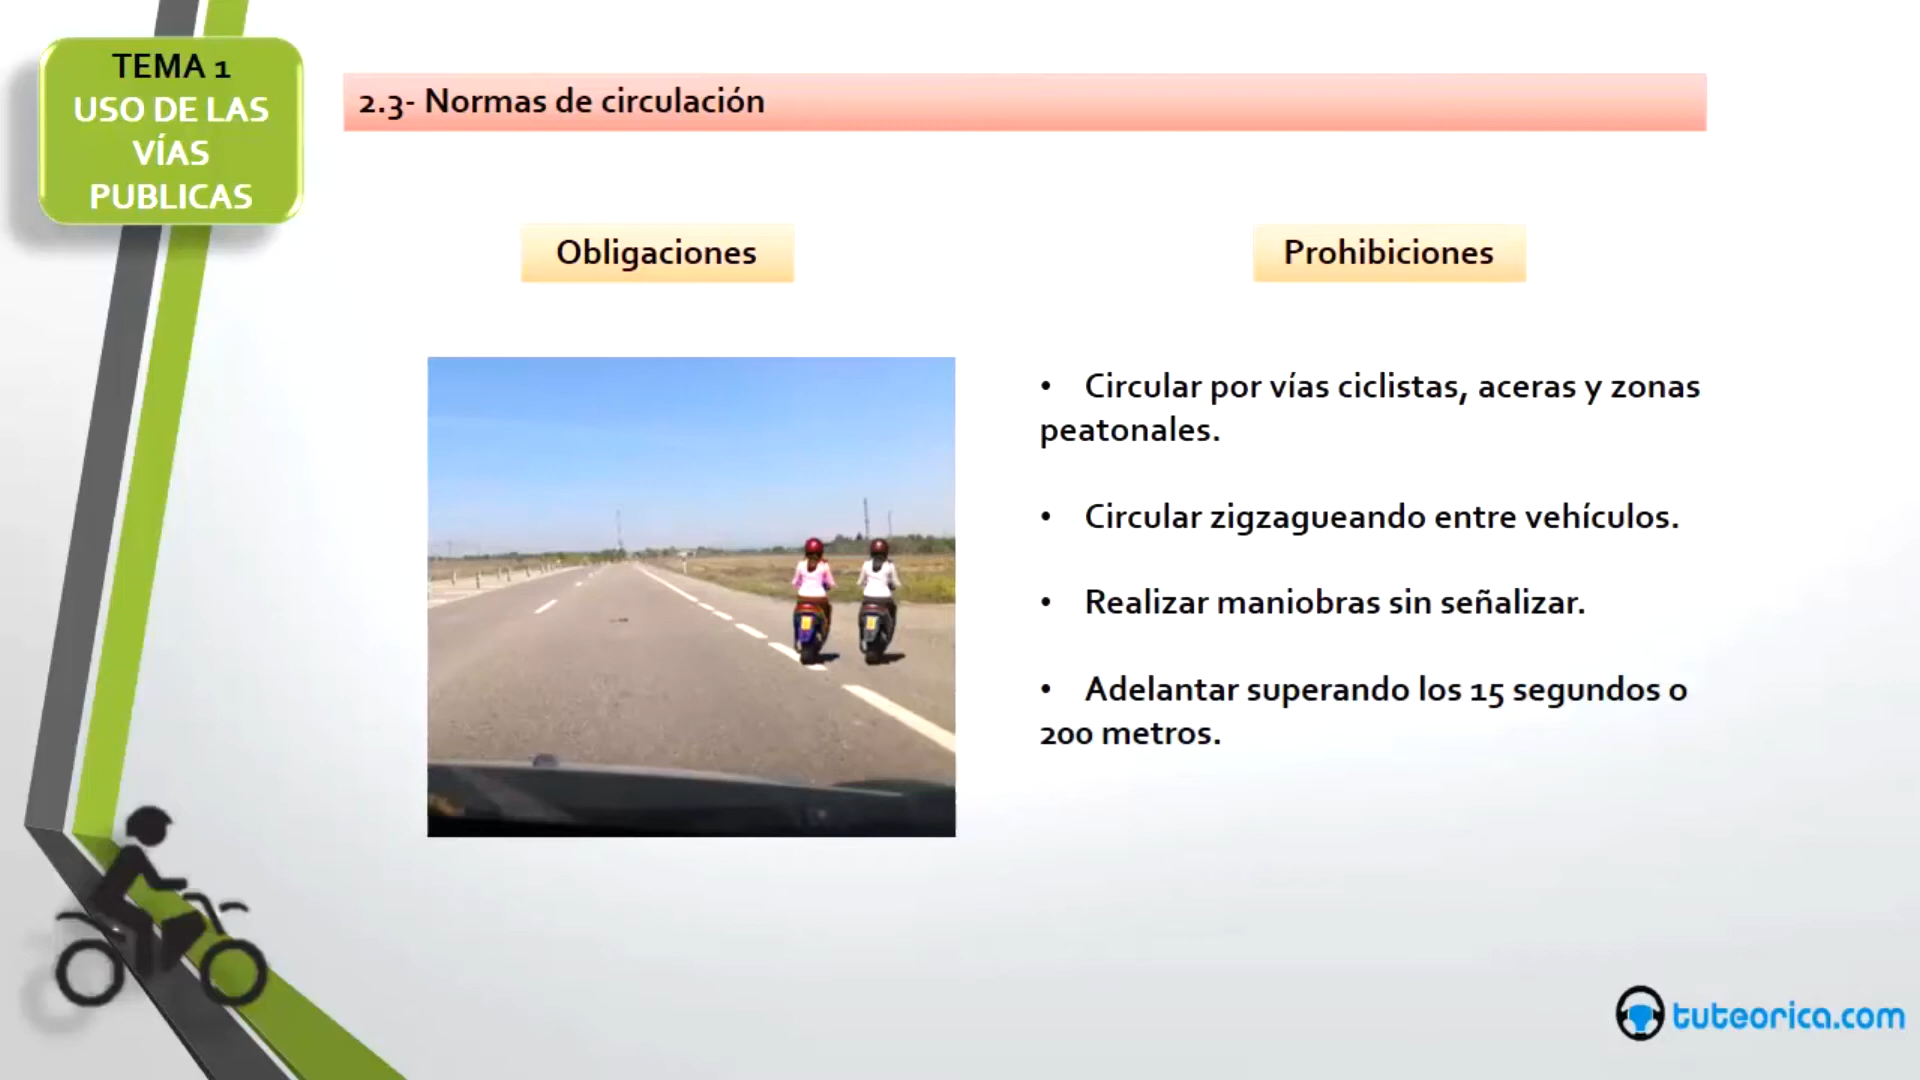 TEMA 1
USO DE LAS
VÍAS
PUBLICAS
2.3- Normas de circulación
Obligaciones
Prohibiciones
• Circular por vías ciclistas, aceras y zonas
peatonales.
• Circular zigzagueando entre vehículos.
• Realizar maniobras sin señalizar.
• Adelantar superando los 15 segundos o
200 metros.
tuteorica.com